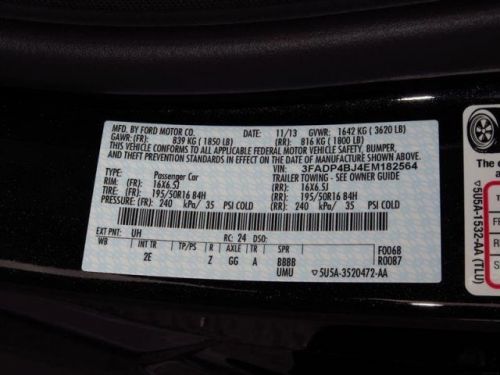 MFD. BY FORD MOTOR CO. DATE: 11/13 GVWR: 1642 KG ( 3620 LB)
GAWR: (FR): 839 KG ( 1850 LB) (RR): 816 KG ( 1800 LB)
THIS VEHICLE CONFORMS TO ALL APPLICABLE FEDERAL MOTOR VEHICLE SAFETY, BUMPER,
AND THEFT PREVENTION STANDARDS IN EFFECT ON THE DATE OF MANUFACTURE SHOWN ABOVE.
VIN: 3FADP4BJ4EM182564
TYPE: Passenger Car TRAILER TOWING - SEE OWNER GUIDE
RIM: (FR): 16X6.5J (RR): 16X6.5J
TIRES: (FR): 195/50R16 84H (RR): 195/50R16 84H
PRESSURE: (FR): 240 kPa/ 35 PSI COLD (RR): 240 kPa/ 35 PSI COLD
EXT PNT: UH RC: 24 DSO: F0068
WB INT TR TP/PS R AXLE TR SPR R0087
2E Z GG A BBBB
UMU 5U5A-3520472-AA
5U5A-1532-AA (TLU)